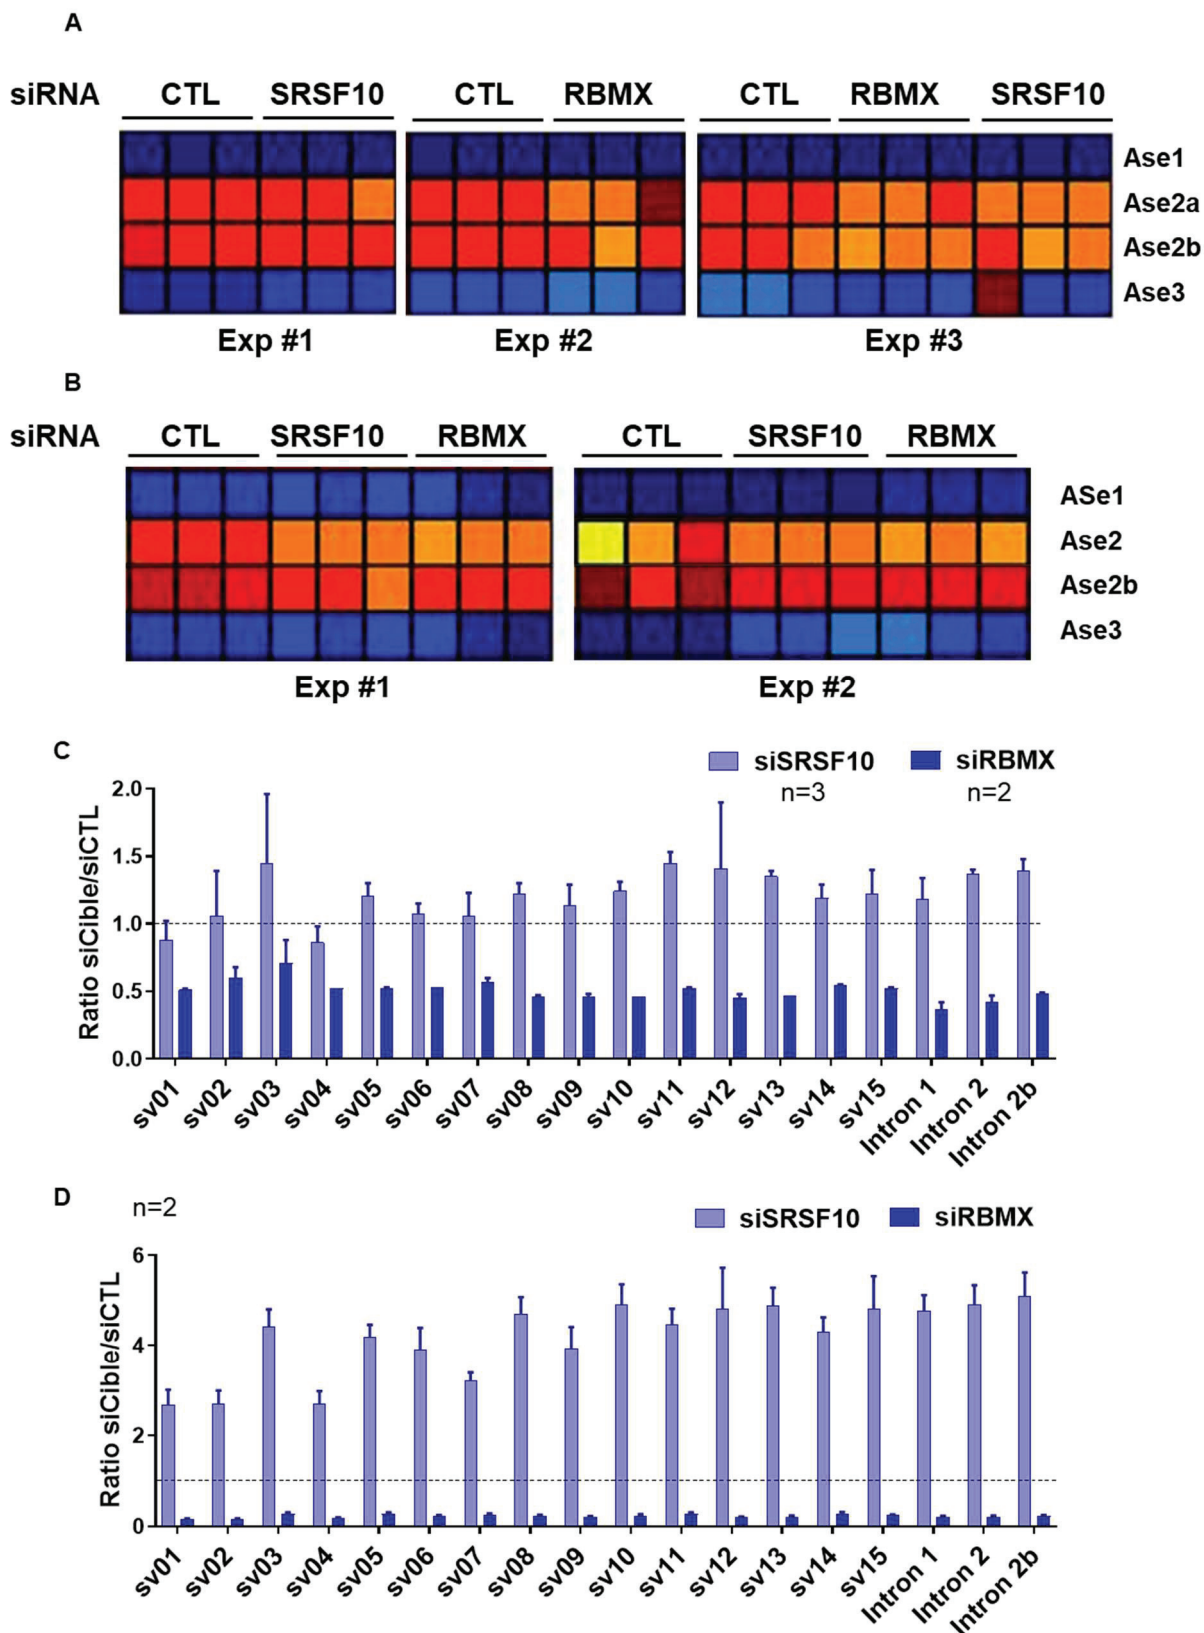 A
siRNA CTL SRSF10 CTL RBMX CTL RBMX SRSF10
Ase1
Ase2a
Ase2b
Ase3
Exp #1 Exp #2 Exp #3
B
siRNA CTL SRSF10 RBMX CTL SRSF10 RBMX
ASe1
Ase2
Ase2b
Ase3
Exp #1 Exp #2
C
siSRSF10 siRBMX
n=3 n=2
Ratio siCible/siCTL
2.0
1.5
1.0
0.5
0.0
sv01 sv02 sv03 sv04 sv05 sv06 sv07 sv08 sv09 sv10 sv11 sv12 sv13 sv14 sv15 Intron 1 Intron 2 Intron 2b
D
n=2
siSRSF10 siRBMX
Ratio siCible/siCTL
6
4
2
0
sv01 sv02 sv03 sv04 sv05 sv06 sv07 sv08 sv09 sv10 sv11 sv12 sv13 sv14 sv15 Intron 1 Intron 2 Intron 2b